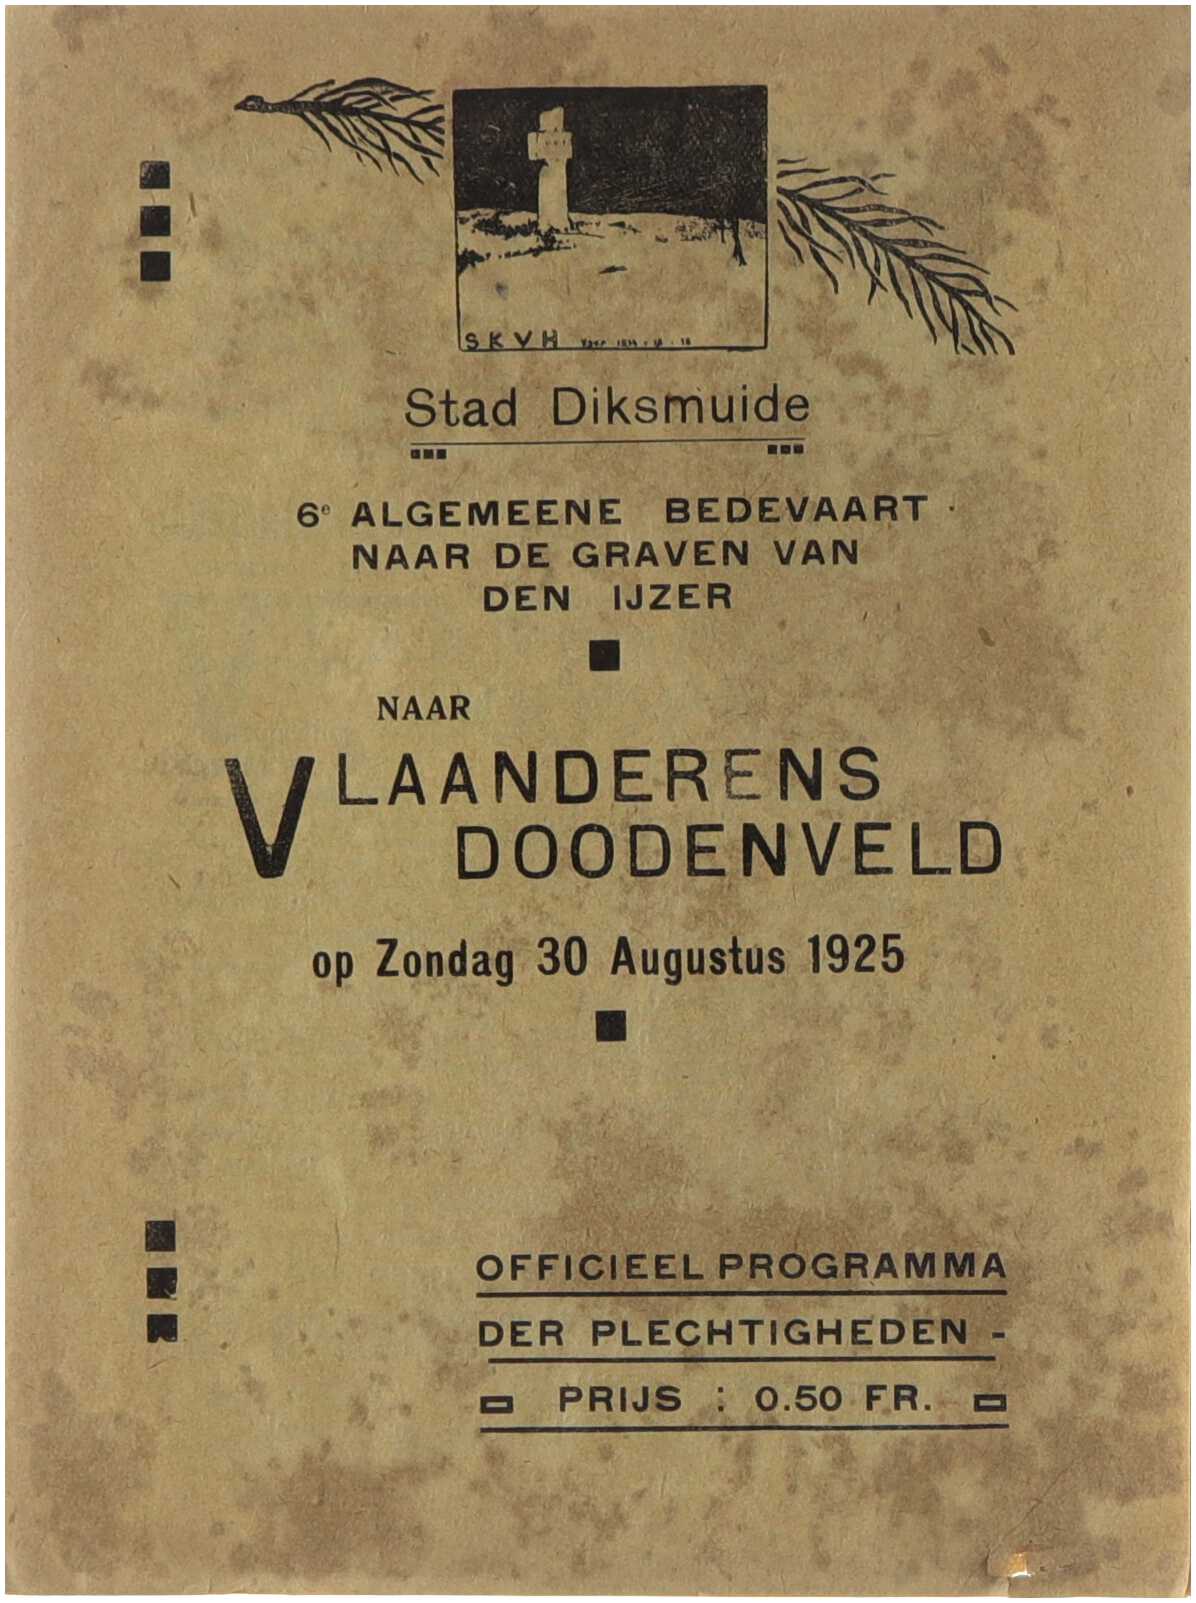 SKVH
Stad Diksmuide
6e ALGEMEENE BEDEVAART
NAAR DE GRAVEN VAN
DEN IJZER
NAAR
VLAANDERENS
DOODENVELD
op Zondag 30 Augustus 1925
OFFICIEEL PROGRAMMA
DER PLECHTIGHEDEN -
PRIJS : 0.50 FR.